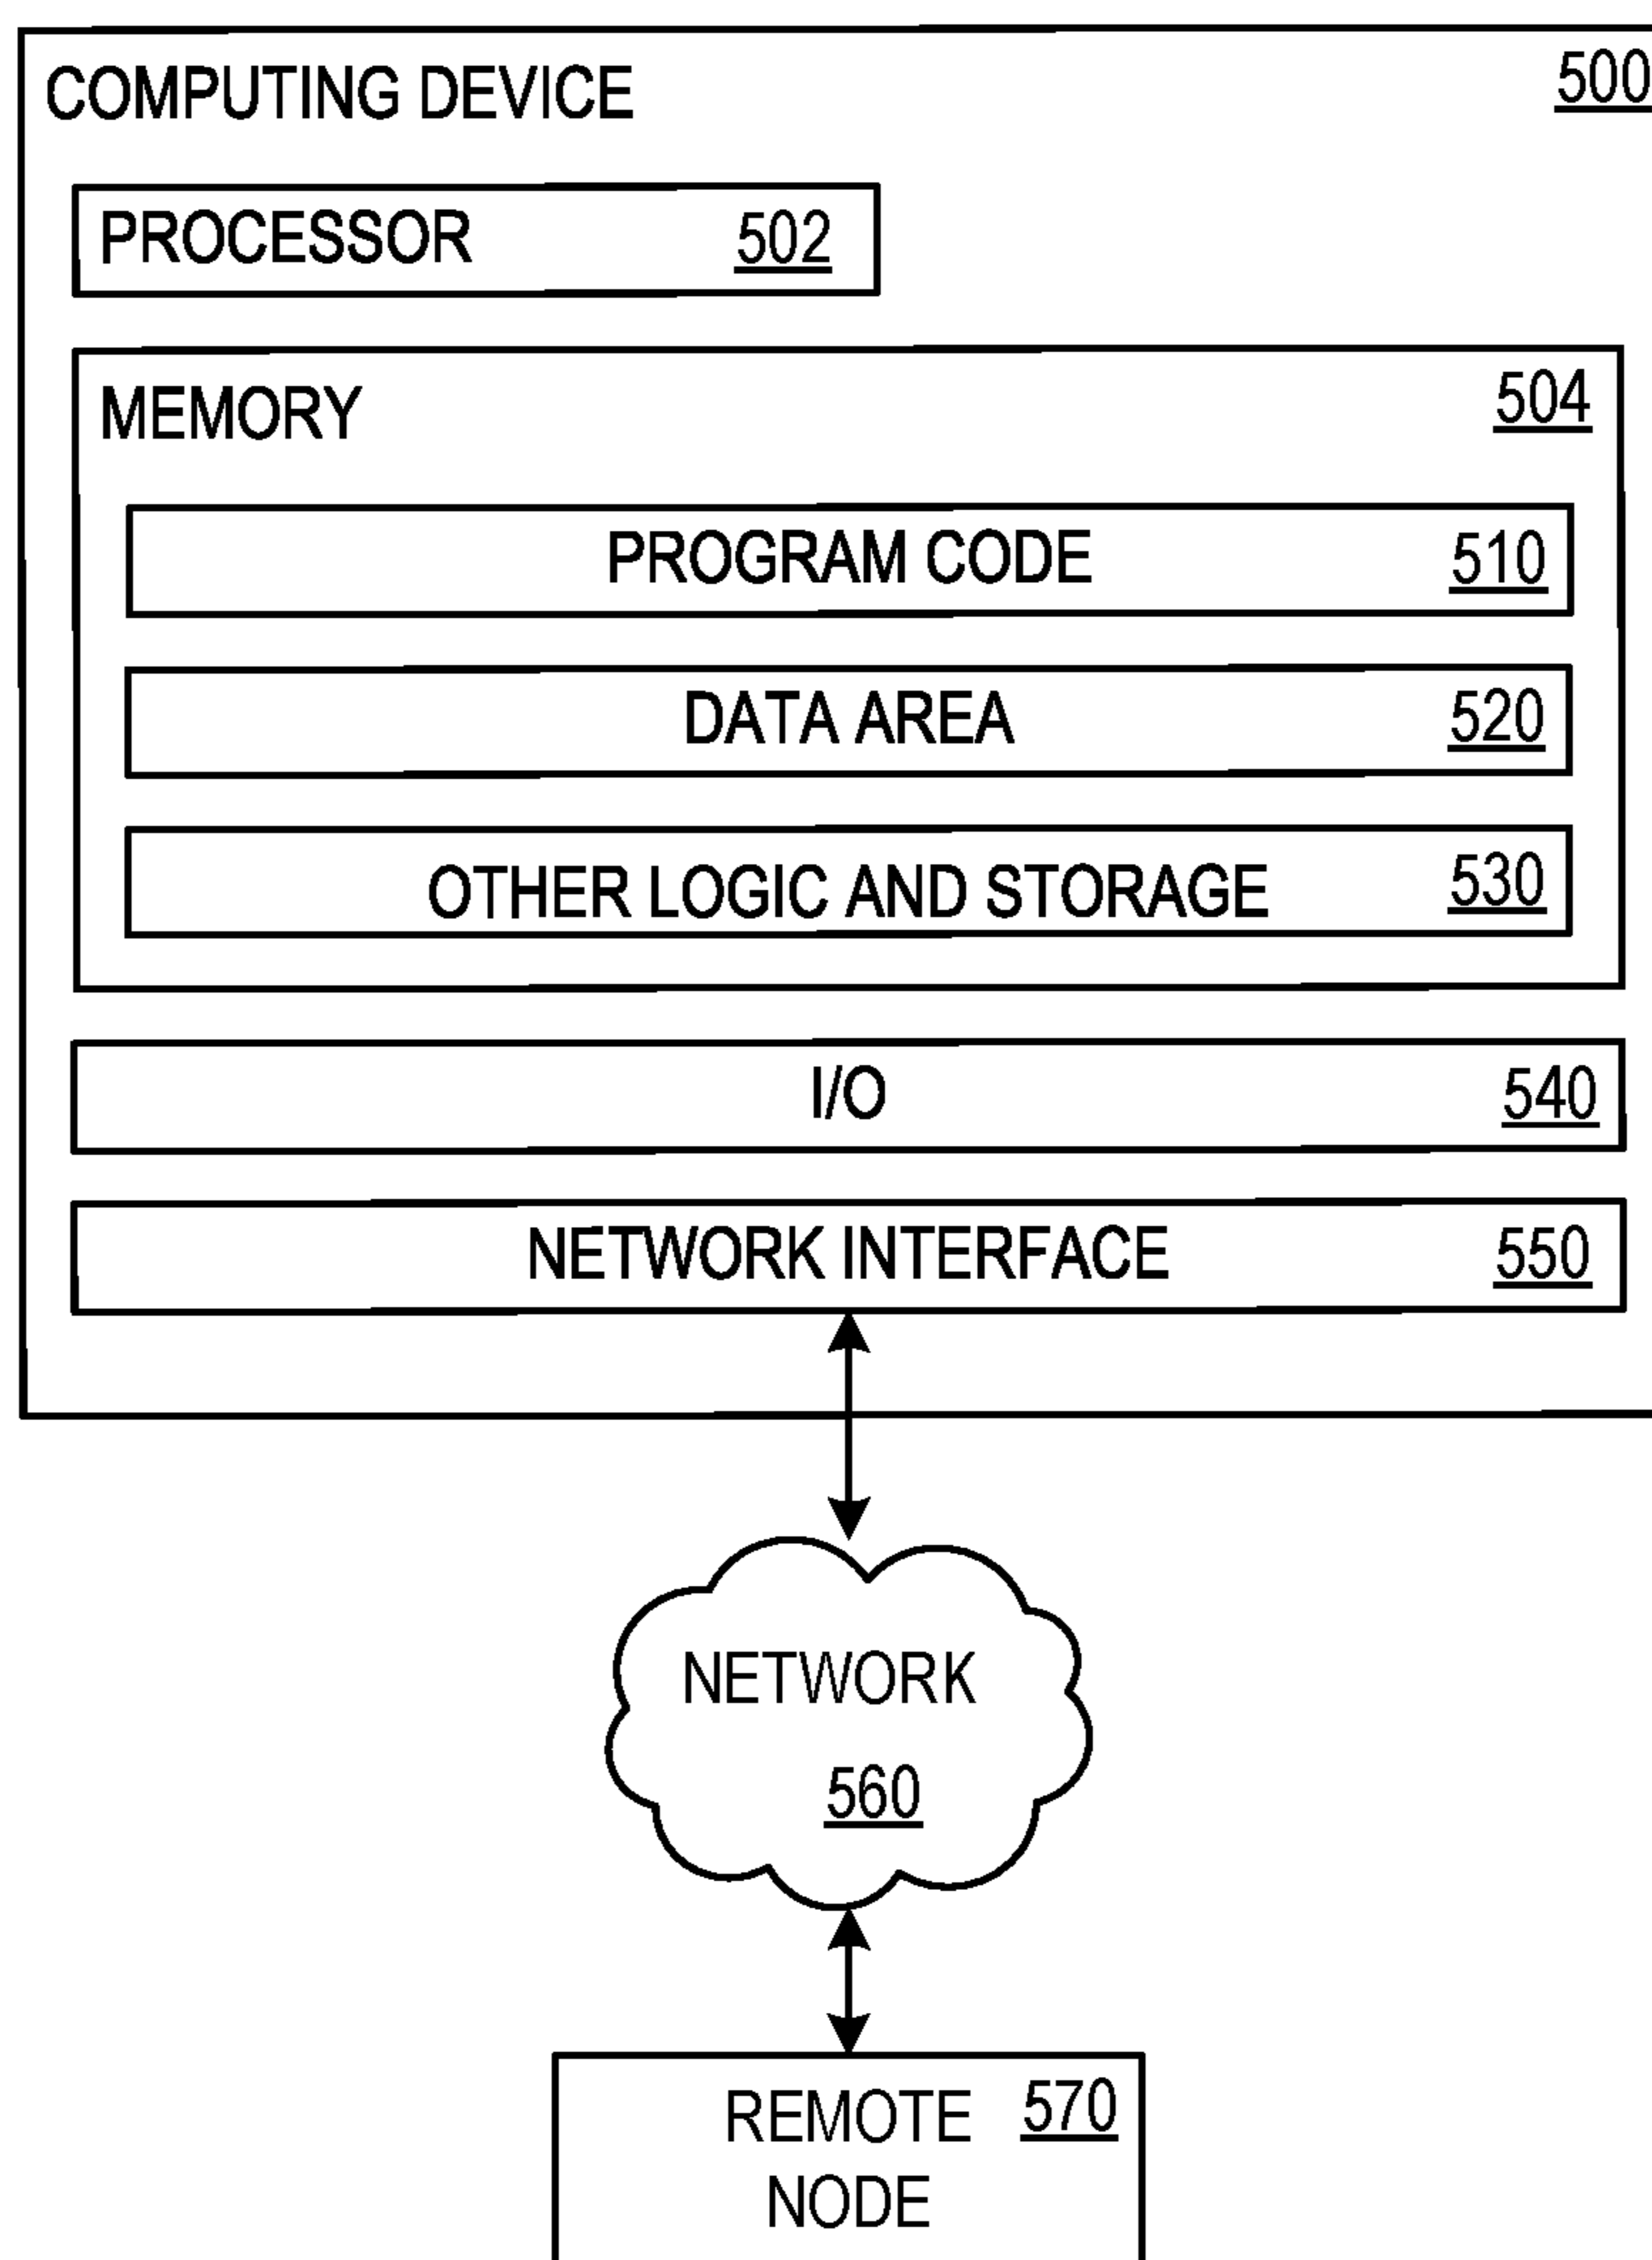 COMPUTING DEVICE 500
PROCESSOR 502
MEMORY 504
PROGRAM CODE 510
DATA AREA 520
OTHER LOGIC AND STORAGE 530
I/O 540
NETWORK INTERFACE 550
NETWORK
560
REMOTE 570
NODE